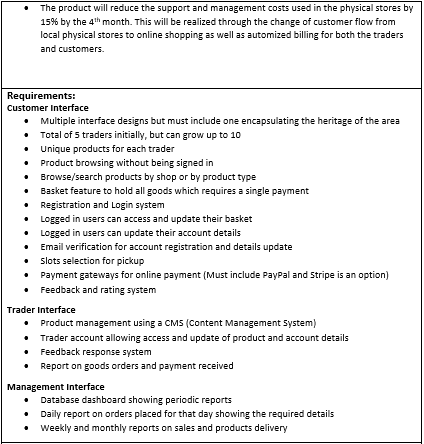 • The product will reduce the support and management costs used in the physical stores by
15% by the 4th month. This will be realized through the change of customer flow from
local physical stores to online shopping as well as automized billing for both the traders
and customers.
Requirements:
Customer Interface
• Multiple interface designs but must include one encapsulating the heritage of the area
• Total of 5 traders initially, but can grow up to 10
• Unique products for each trader
• Product browsing without being signed in
• Browse/search products by shop or by product type
• Basket feature to hold all goods which requires a single payment
• Registration and Login system
• Logged in users can access and update their basket
• Logged in users can update their account details
• Email verification for account registration and details update
• Slots selection for pickup
• Payment gateways for online payment (Must include PayPal and Stripe is an option)
• Feedback and rating system
Trader Interface
• Product management using a CMS (Content Management System)
• Trader account allowing access and update of product and account details
• Feedback response system
• Report on goods orders and payment received
Management Interface
• Database dashboard showing periodic reports
• Daily report on orders placed for that day showing the required details
• Weekly and monthly reports on sales and products delivery